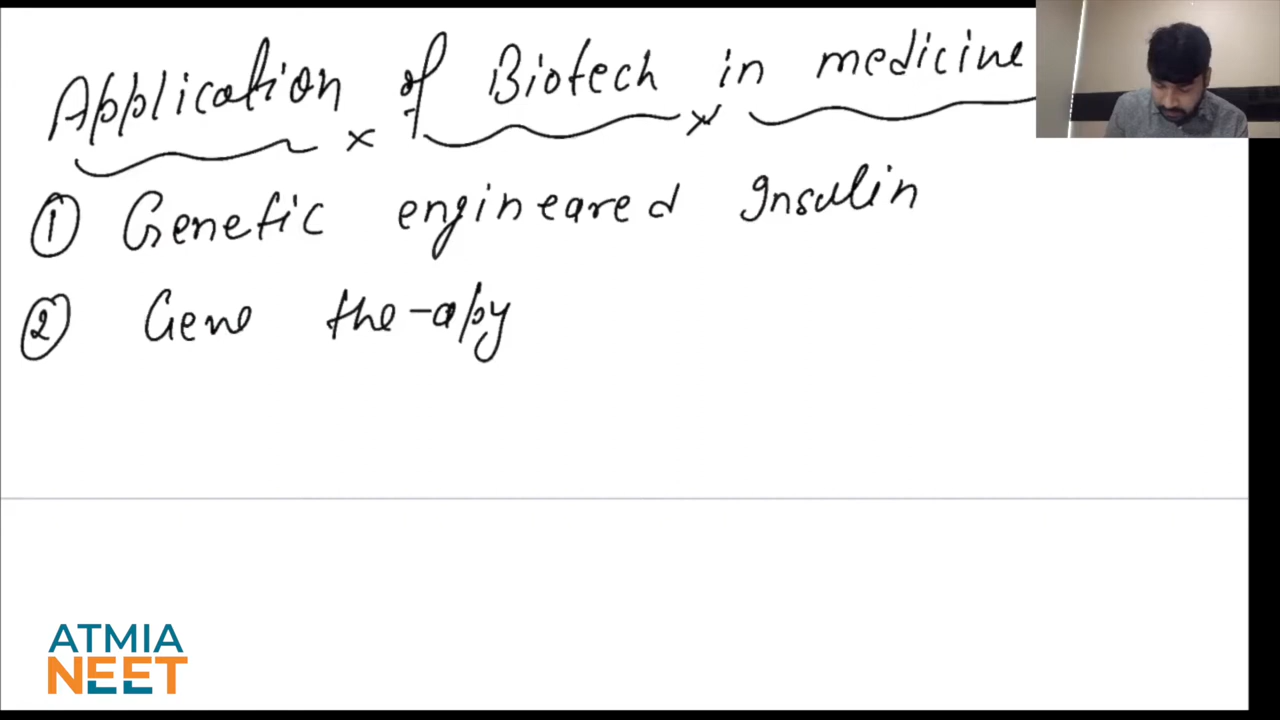 Application of Biotech in medicine
① Genetic engineared Insulin
② Gene the-apy
ATMIA
NEET